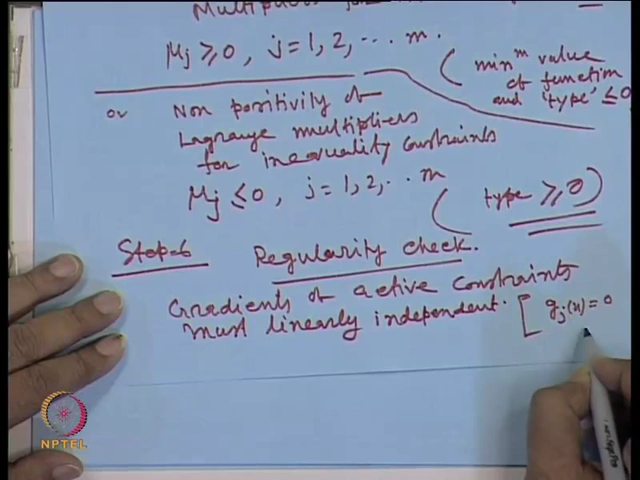 Multipliers for
μj ≥ 0, j = 1, 2, ... m.
(minᵐ value
of function
and 'type' ≤ 0
or Non positivity of
Lagrange multipliers
for inequality constraints
μj ≤ 0, j = 1, 2, .. m
(type ≥ 0)
Step-6 Regularity check.
Gradients of active constraints
must linearly independent. [ gj(x) = 0
NPTEL